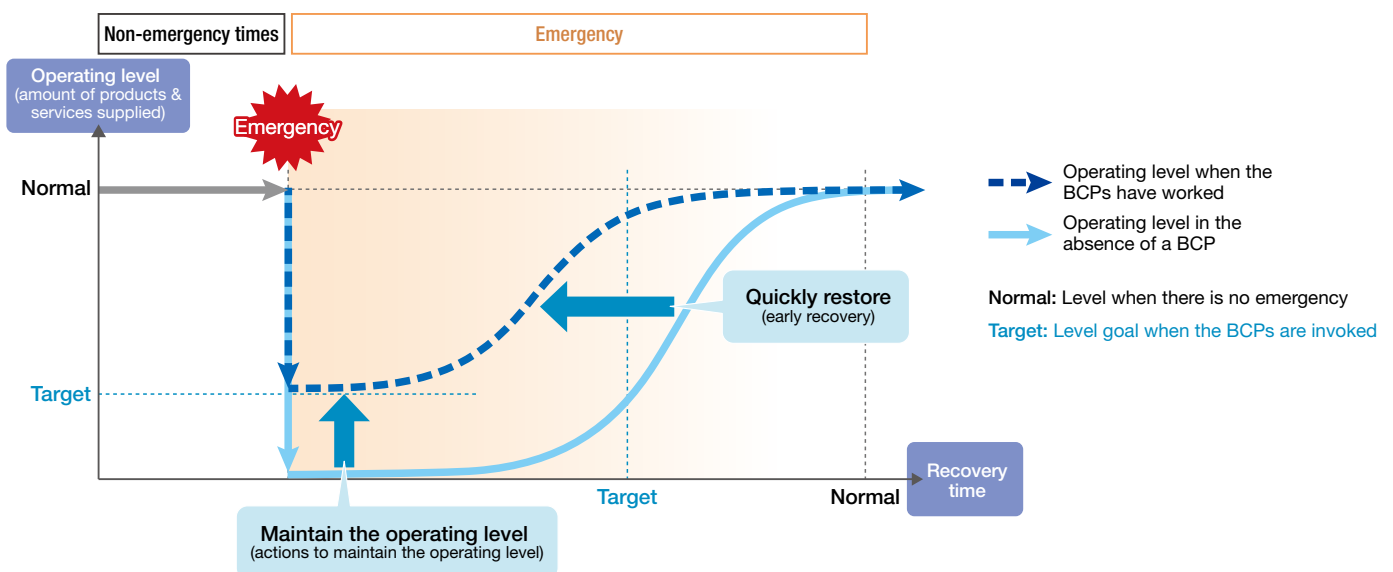 Non-emergency times
Emergency
Operating level
(amount of products &
services supplied)
Emergency
Normal
Operating level when the
BCPs have worked
Operating level in the
absence of a BCP
Quickly restore
(early recovery)
Normal: Level when there is no emergency
Target: Level goal when the BCPs are invoked
Target
Recovery
time
Target
Normal
Maintain the operating level
(actions to maintain the operating level)